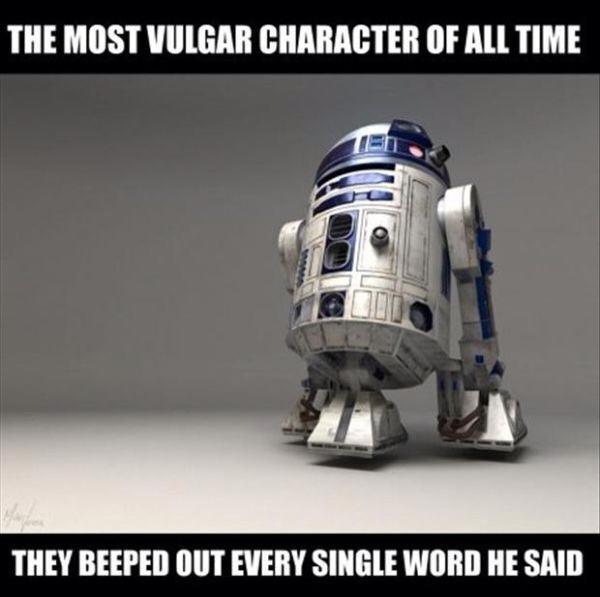 THE MOST VULGAR CHARACTER OF ALL TIME
THEY BEEPED OUT EVERY SINGLE WORD HE SAID